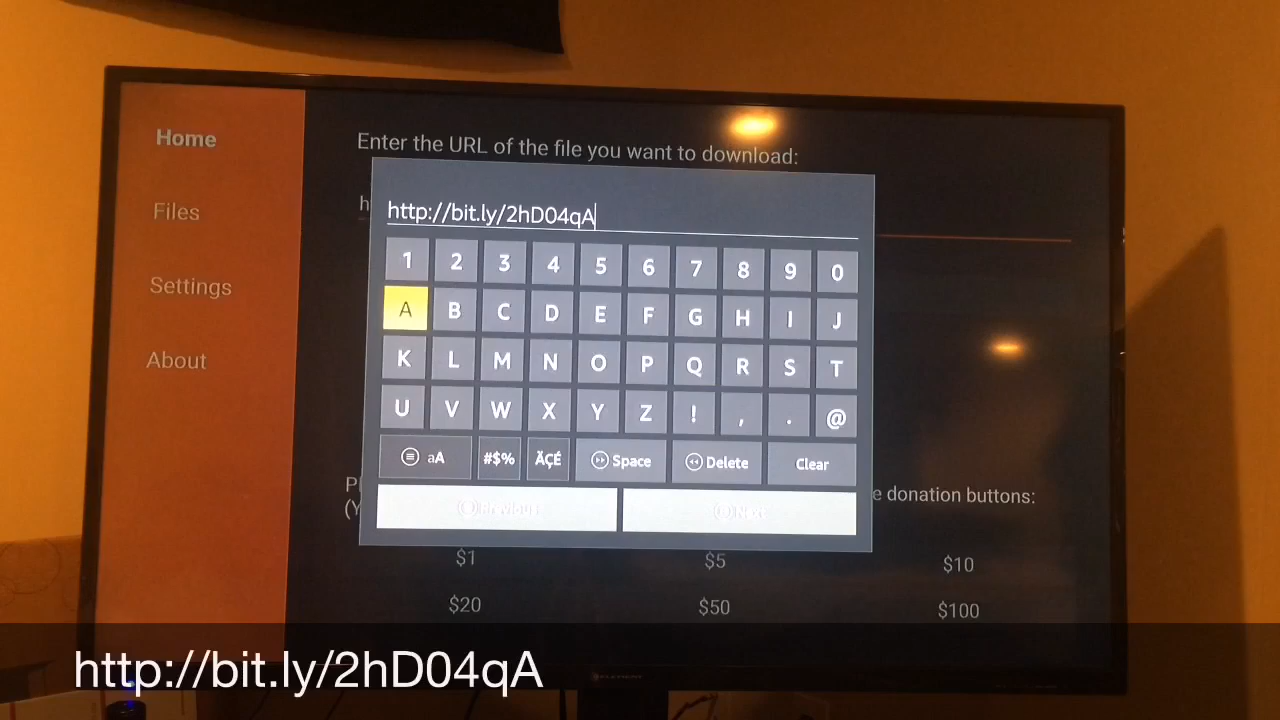 Home
Files
Settings
About
Enter the URL of the file you want to download:
http://bit.ly/2hD04qA
1 2 3 4 5 6 7 8 9 0
A B C D E F G H I J
K L M N O P Q R S T
U V W X Y Z ! , . @
aA #$% ÄÇÉ Space Delete Clear
Previous Next
e donation buttons:
(Y
$1 $5 $10
$20 $50 $100
http://bit.ly/2hD04qA